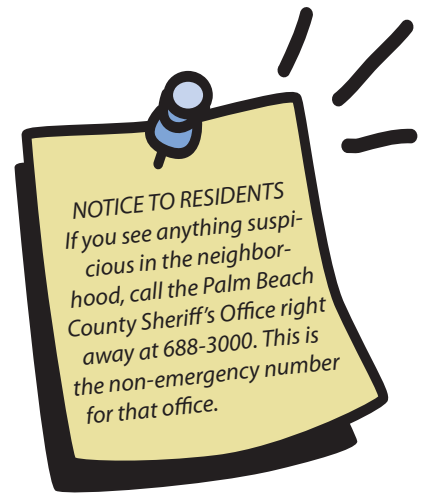 NOTICE TO RESIDENTS
If you see anything suspi-
cious in the neighbor-
hood, call the Palm Beach
County Sheriff's Office right
away at 688-3000. This is
the non-emergency number
for that office.